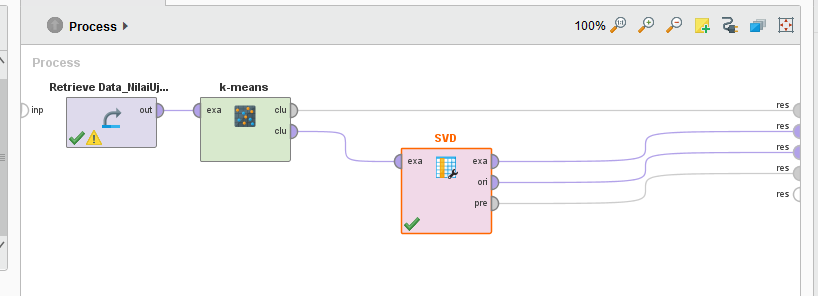 Process
100%
Process
Retrieve Data_NilaiUj...
k-means
inp
out
exa
clu
clu
res
res
SVD
exa
exa
res
ori
res
pre
res